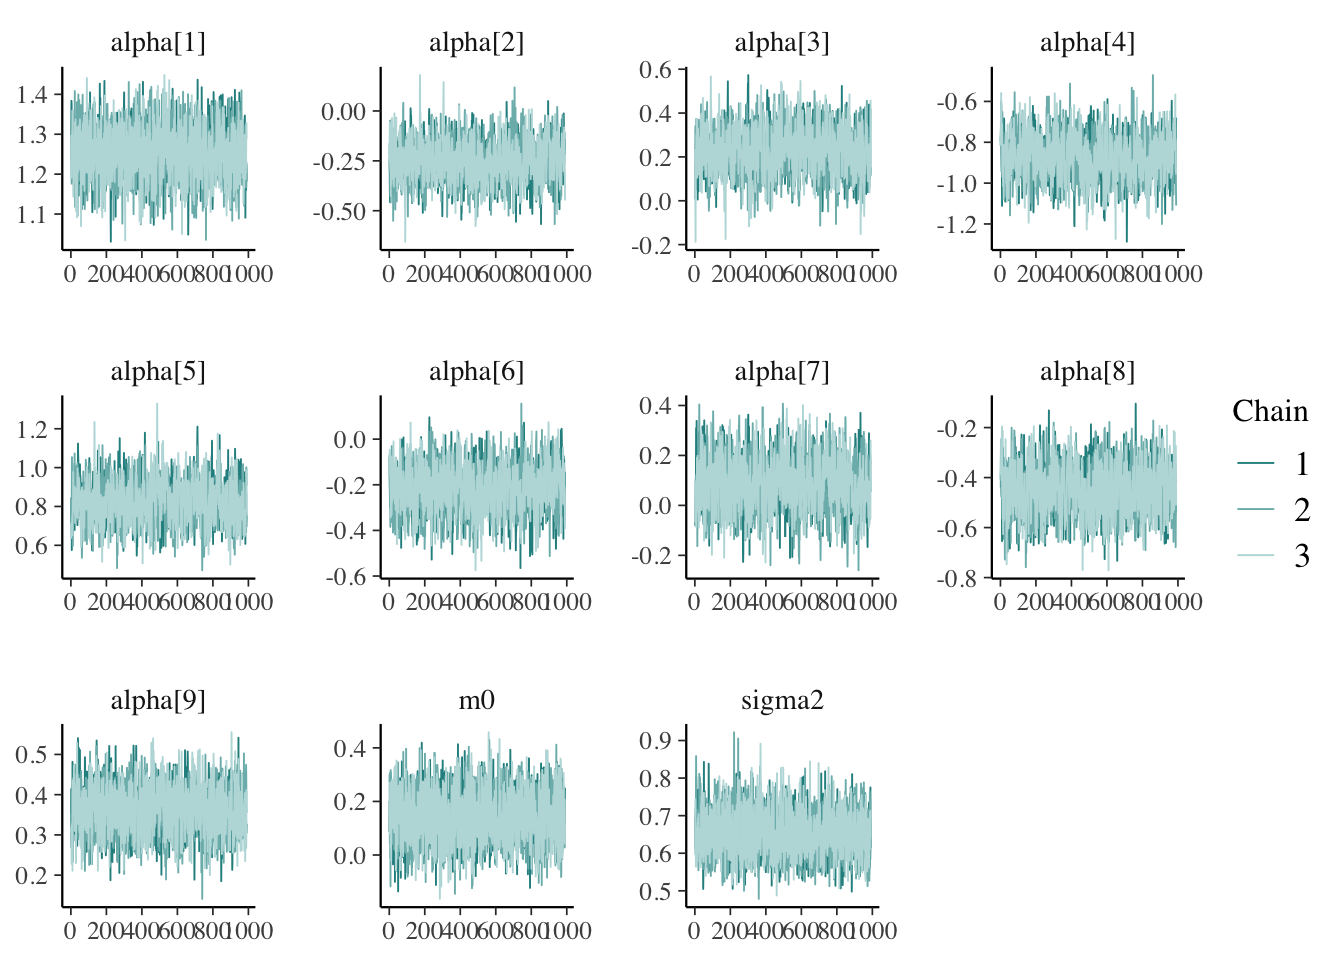 alpha[1] alpha[2] alpha[3] alpha[4]
1.4 0.00 0.6 -0.6
1.3 -0.25 0.4 -0.8
1.2 -0.50 0.2 -1.0
1.1 0.0 -1.2
-0.2
0 200 400 600 800 1000 0 200 400 600 800 1000 0 200 400 600 800 1000 0 200 400 600 800 1000
alpha[5] alpha[6] alpha[7] alpha[8]
1.2 0.0 0.4 -0.2
1.0 -0.2 0.2 -0.4
0.8 -0.4 0.0 -0.6
0.6 -0.6 -0.2 -0.8
0 200 400 600 800 1000 0 200 400 600 800 1000 0 200 400 600 800 1000 0 200 400 600 800 1000
Chain
1
2
3
alpha[9] m0 sigma2
0.5 0.4 0.9
0.4 0.2 0.8
0.3 0.0 0.7
0.2 0.6
0.5
0 200 400 600 800 1000 0 200 400 600 800 1000 0 200 400 600 800 1000